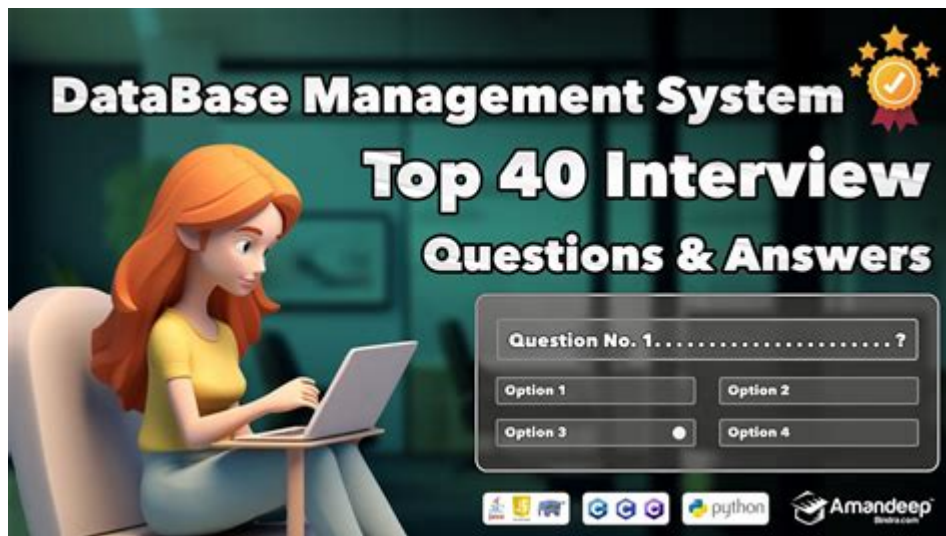 DataBase Management System
Top 40 Interview
Questions & Answers
Question No. 1.......................?
Option 1
Option 2
Option 3
Option 4
Java
python
Amandeep
Bindra.com